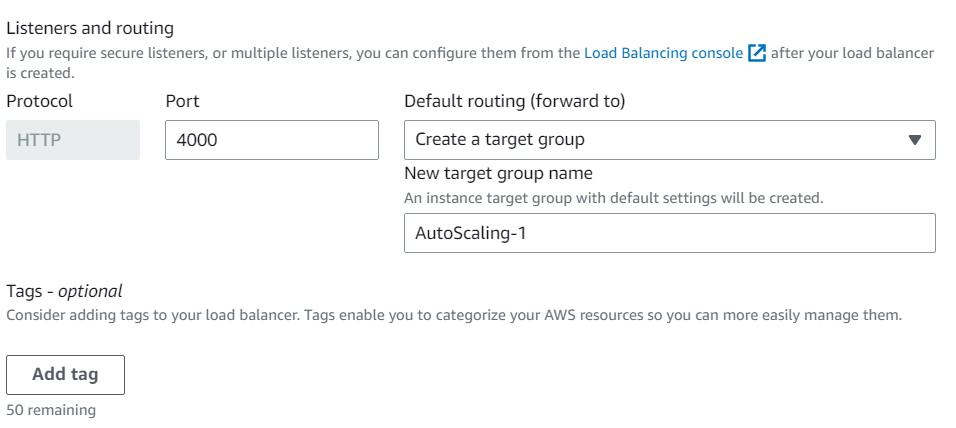 Listeners and routing
If you require secure listeners, or multiple listeners, you can configure them from the Load Balancing console after your load balancer
is created.
Protocol
Port
Default routing (forward to)
HTTP
4000
Create a target group
New target group name
An instance target group with default settings will be created.
AutoScaling-1
Tags - optional
Consider adding tags to your load balancer. Tags enable you to categorize your AWS resources so you can more easily manage them.
Add tag
50 remaining